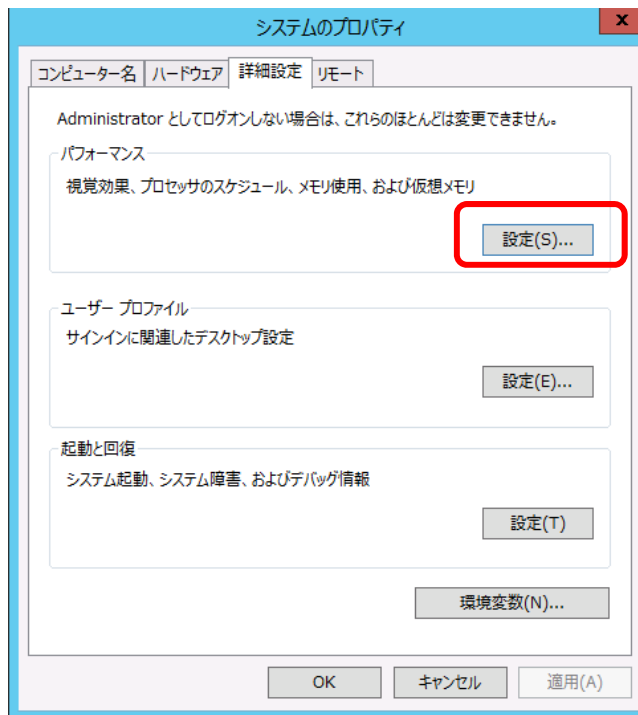 システムのプロパティ
x
コンピューター名 ハードウェア 詳細設定 リモート
Administrator としてログオンしない場合は、これらのほとんどは変更できません。
パフォーマンス
視覚効果、プロセッサのスケジュール、メモリ使用、および仮想メモリ
設定(S)...
ユーザー プロファイル
サインインに関連したデスクトップ設定
設定(E)...
起動と回復
システム起動、システム障害、およびデバッグ情報
設定(T)
環境変数(N)...
OK キャンセル 適用(A)